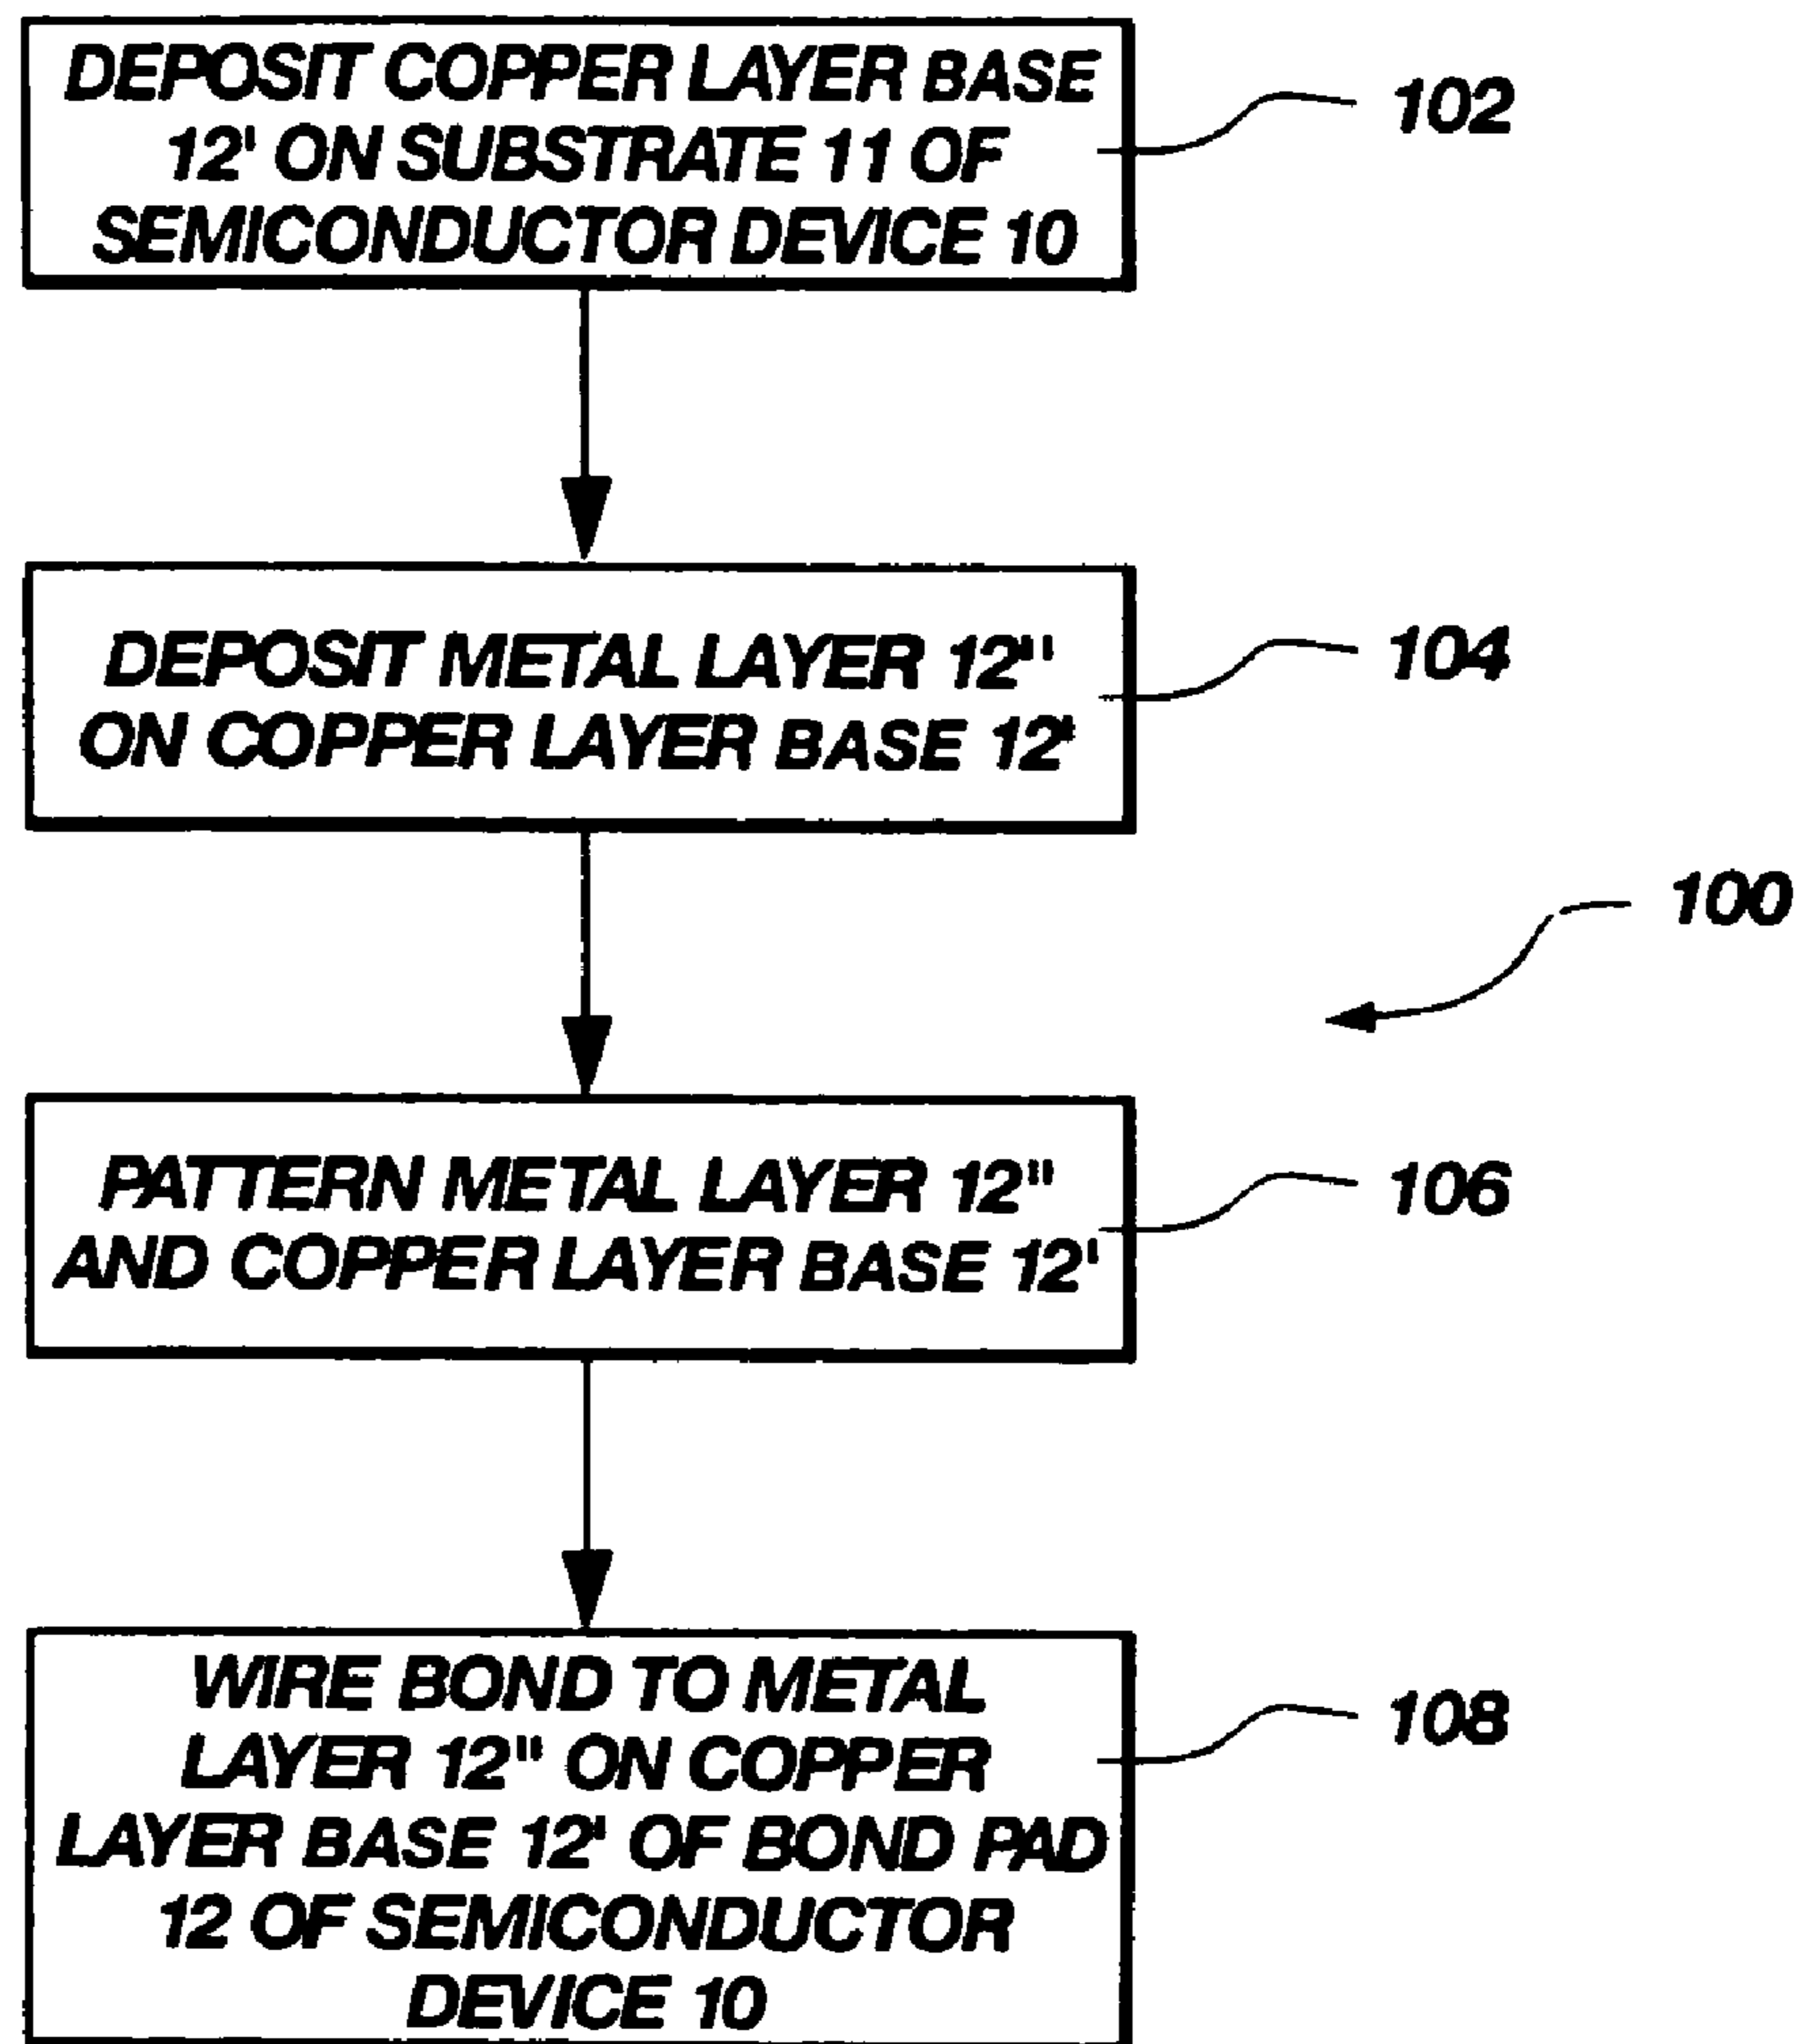 DEPOSIT COPPER LAYER BASE
12' ON SUBSTRATE 11 OF
SEMICONDUCTOR DEVICE 10
102
DEPOSIT METAL LAYER 12"
ON COPPER LAYER BASE 12'
104
100
PATTERN METAL LAYER 12"
AND COPPER LAYER BASE 12'
106
WIRE BOND TO METAL
LAYER 12" ON COPPER
LAYER BASE 12' OF BOND PAD
12 OF SEMICONDUCTOR
DEVICE 10
108